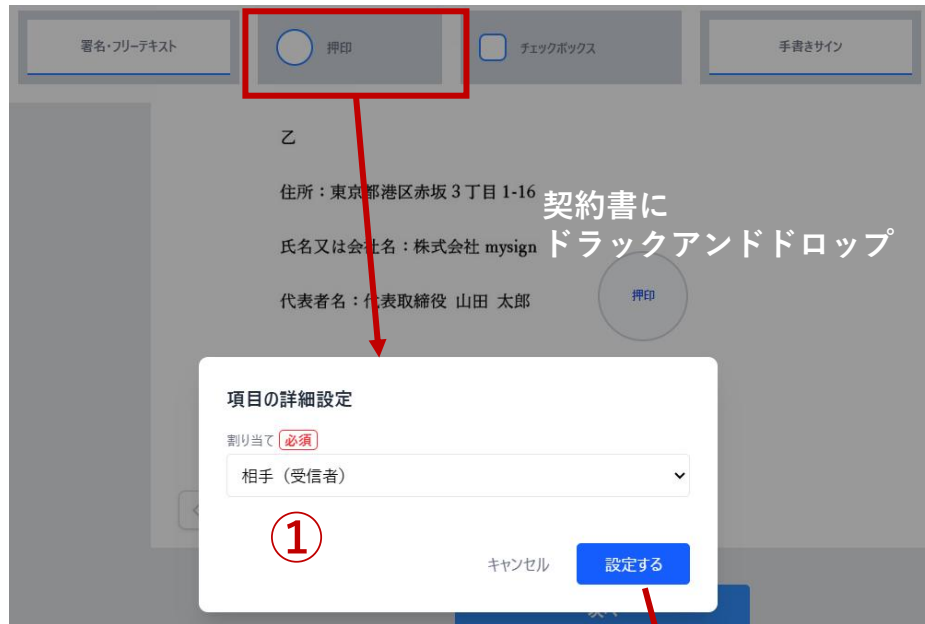 署名・フリーテキスト
押印
チェックボックス
手書きサイン
乙
住所：東京都港区赤坂３丁目 1-16
契約書に
氏名又は会社名：株式会社 mysign
ドラックアンドドロップ
代表者名：代表取締役 山田 太郎
押印
項目の詳細設定
割り当て 必須
相手（受信者）
①
キャンセル
設定する